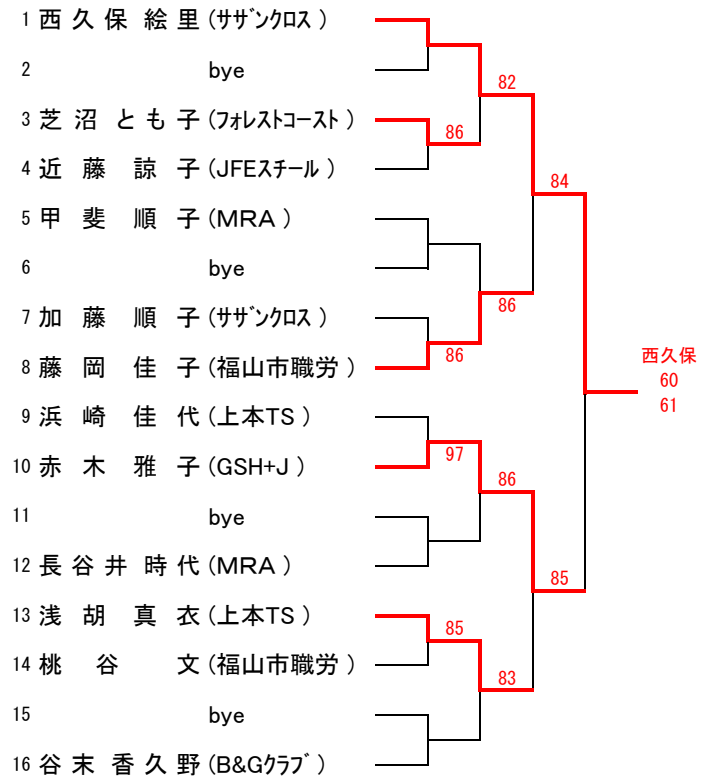 1 西久保絵里 (サザンクロス)
2 bye
82
3 芝沼とも子 (フォレストコースト)
86
4 近藤諒子 (JFEスチール)
84
5 甲斐順子 (MRA)
6 bye
86
7 加藤順子 (サザンクロス)
86
西久保
8 藤岡佳子 (福山市職労)
60
61
9 浜崎佳代 (上本TS)
97
10 赤木雅子 (GSH+J)
86
11 bye
12 長谷井時代 (MRA)
85
13 浅胡真衣 (上本TS)
85
14 桃谷文 (福山市職労)
83
15 bye
16 谷末香久野 (B&Gクラブ)